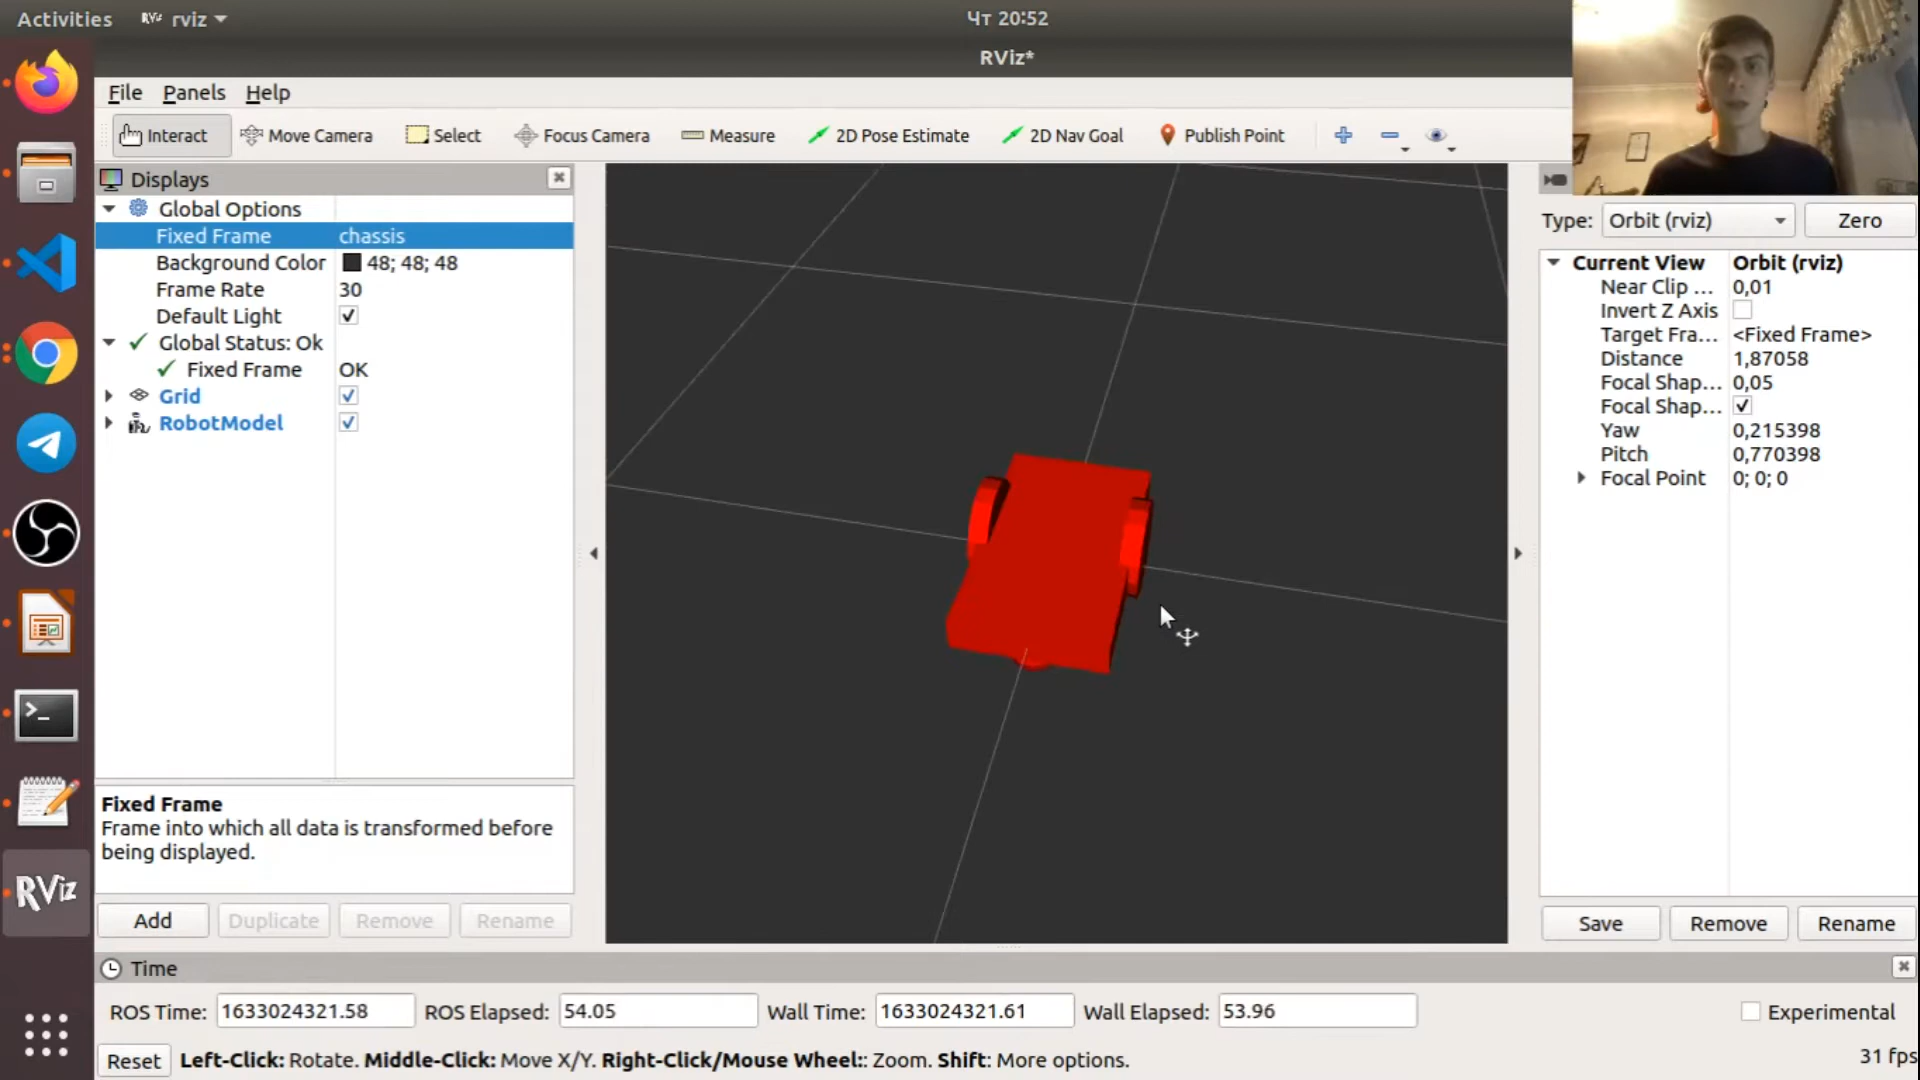 Activities
RViz rviz
Чт 20:52
RViz*
File Panels Help
Interact Move Camera Select Focus Camera Measure 2D Pose Estimate 2D Nav Goal Publish Point
Displays
Global Options
Fixed Frame chassis
Background Color 48; 48; 48
Frame Rate 30
Default Light
Global Status: Ok
Fixed Frame OK
Grid
RobotModel
Fixed Frame
Frame into which all data is transformed before
being displayed.
Add Duplicate Remove Rename
Type: Orbit (rviz) Zero
Current View Orbit (rviz)
Near Clip ... 0,01
Invert Z Axis
Target Fra... <Fixed Frame>
Distance 1,87058
Focal Shap... 0,05
Focal Shap...
Yaw 0,215398
Pitch 0,770398
Focal Point 0; 0; 0
Save Remove Rename
RViz
Time
ROS Time: 1633024321.58 ROS Elapsed: 54.05 Wall Time: 1633024321.61 Wall Elapsed: 53.96 Experimental
Reset Left-Click: Rotate. Middle-Click: Move X/Y. Right-Click/Mouse Wheel:: Zoom. Shift: More options. 31 fps